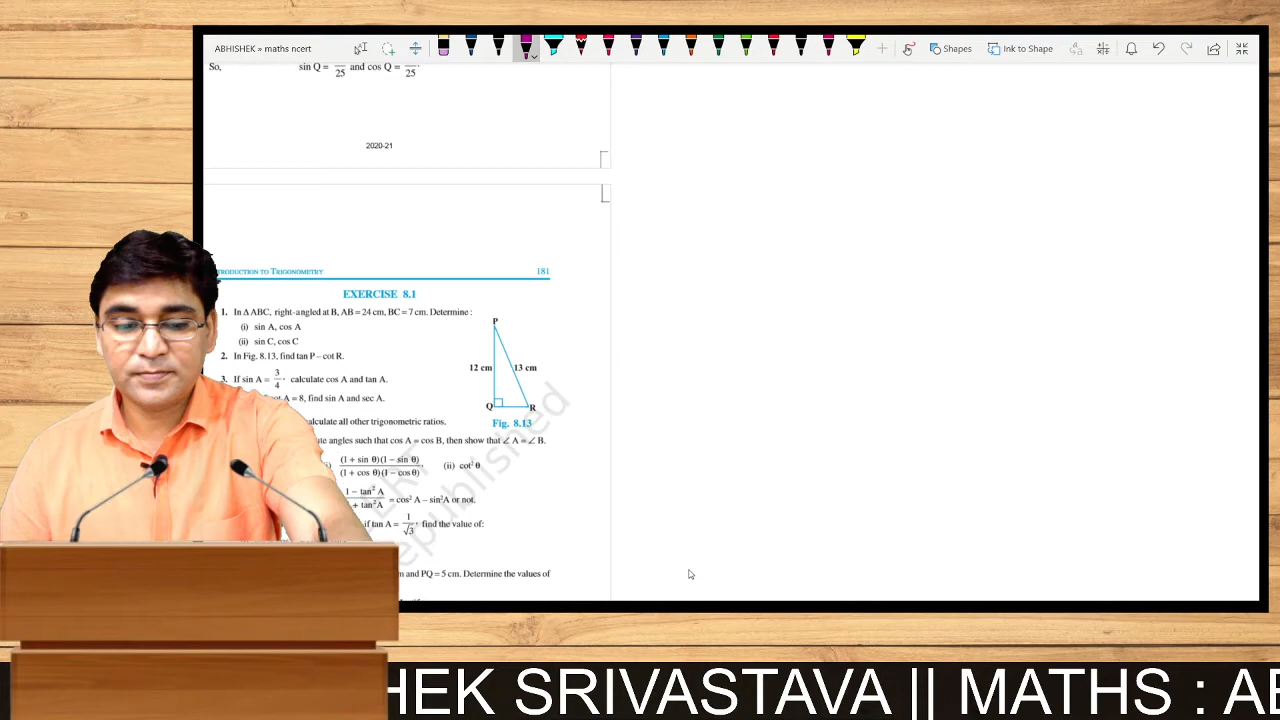 ABHISHEK » maths ncert
Shapes
Ink to Shape
So, sin Q = 25 and cos Q = 25 .
2020-21
TRODUCTION TO TRIGONOMETRY 181
EXERCISE 8.1
1. In Δ ABC, right-angled at B, AB = 24 cm, BC = 7 cm. Determine :
(i) sin A, cos A
(ii) sin C, cos C
2. In Fig. 8.13, find tan P – cot R.
3. If sin A = 3/4, calculate cos A and tan A.
A = 8, find sin A and sec A.
alculate all other trigonometric ratios.
ate angles such that cos A = cos B, then show that ∠ A = ∠ B.
(1 + sin θ)(1 – sin θ) / (1 + cos θ)(1 – cos θ), (ii) cot² θ
1 – tan² A / + tan²A = cos² A – sin²A or not.
if tan A = 1/√3, find the value of:
m and PQ = 5 cm. Determine the values of
P
12 cm
13 cm
Q
R
Fig. 8.13
epublished
HEK SRIVASTAVA || MATHS : AB